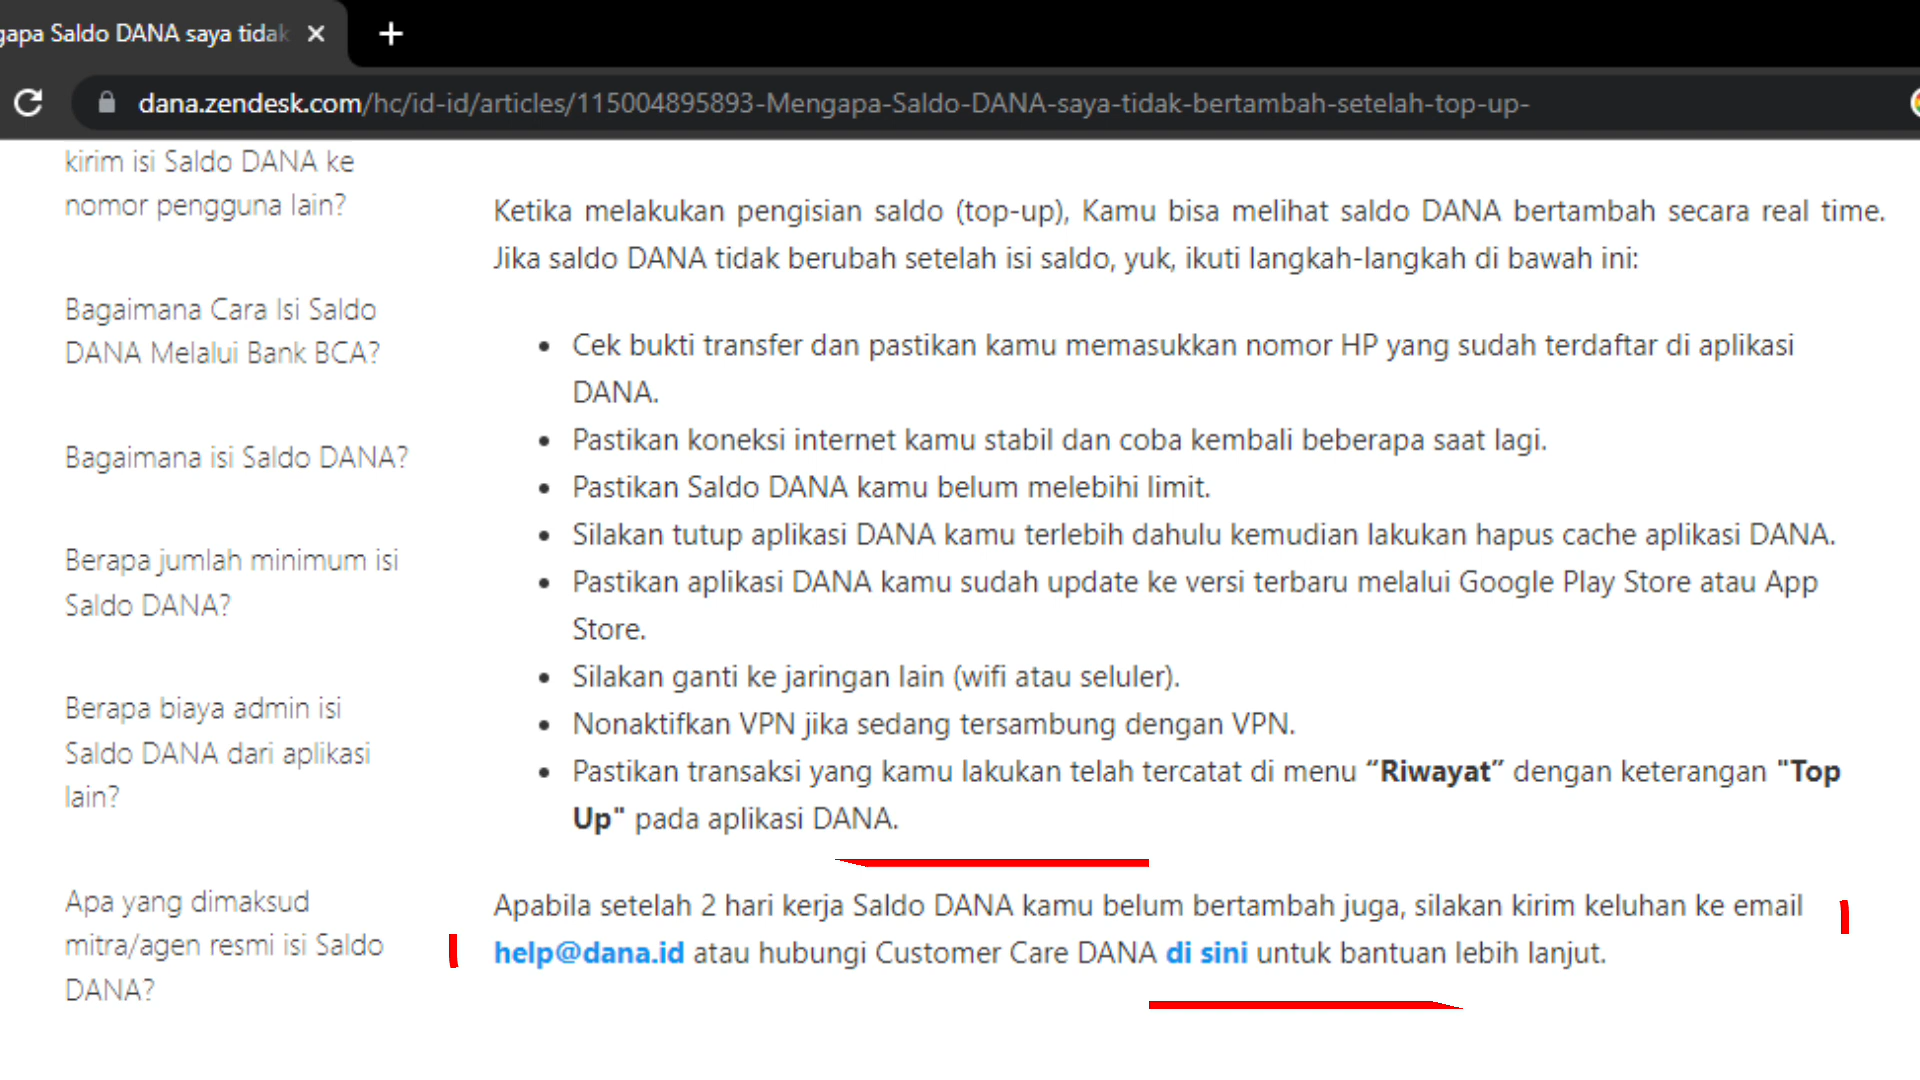 gapa Saldo DANA saya tidak
dana.zendesk.com/hc/id-id/articles/115004895893-Mengapa-Saldo-DANA-saya-tidak-bertambah-setelah-top-up-
kirim isi Saldo DANA ke
nomor pengguna lain?
Bagaimana Cara Isi Saldo
DANA Melalui Bank BCA?
Bagaimana isi Saldo DANA?
Berapa jumlah minimum isi
Saldo DANA?
Berapa biaya admin isi
Saldo DANA dari aplikasi
lain?
Apa yang dimaksud
mitra/agen resmi isi Saldo
DANA?
Ketika melakukan pengisian saldo (top-up), Kamu bisa melihat saldo DANA bertambah secara real time.
Jika saldo DANA tidak berubah setelah isi saldo, yuk, ikuti langkah-langkah di bawah ini:
• Cek bukti transfer dan pastikan kamu memasukkan nomor HP yang sudah terdaftar di aplikasi
DANA.
• Pastikan koneksi internet kamu stabil dan coba kembali beberapa saat lagi.
• Pastikan Saldo DANA kamu belum melebihi limit.
• Silakan tutup aplikasi DANA kamu terlebih dahulu kemudian lakukan hapus cache aplikasi DANA.
• Pastikan aplikasi DANA kamu sudah update ke versi terbaru melalui Google Play Store atau App
Store.
• Silakan ganti ke jaringan lain (wifi atau seluler).
• Nonaktifkan VPN jika sedang tersambung dengan VPN.
• Pastikan transaksi yang kamu lakukan telah tercatat di menu “Riwayat” dengan keterangan "Top
Up" pada aplikasi DANA.
Apabila setelah 2 hari kerja Saldo DANA kamu belum bertambah juga, silakan kirim keluhan ke email
help@dana.id atau hubungi Customer Care DANA di sini untuk bantuan lebih lanjut.